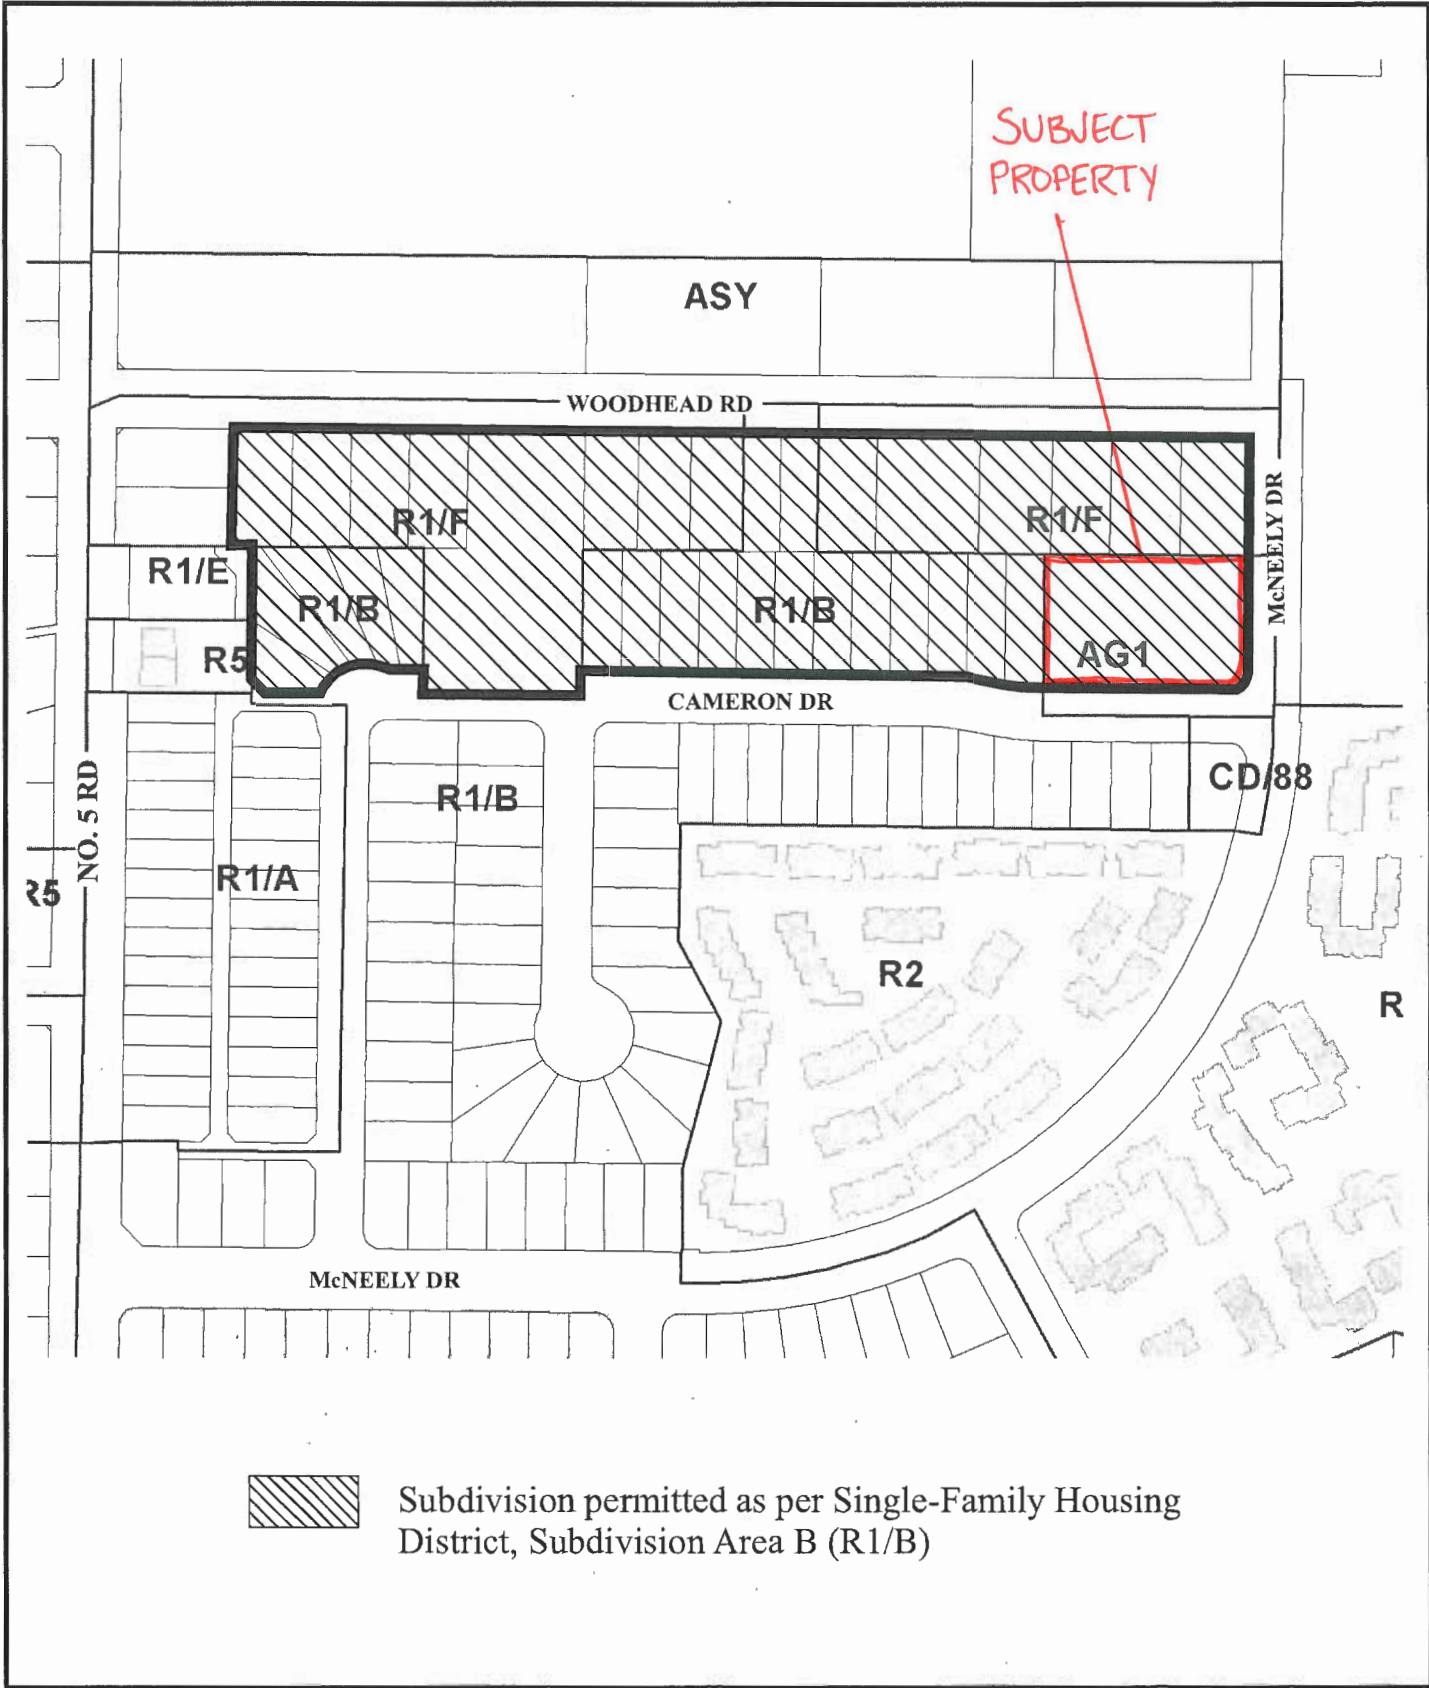 SUBJECT
PROPERTY
ASY
WOODHEAD RD
R1/F
R1/F
McNEELY DR
R1/E
R1/B
R1/B
R5
AG1
CAMERON DR
NO. 5 RD
R1/B
CD/88
R1/A
R5
R2
R
McNEELY DR
Subdivision permitted as per Single-Family Housing
District, Subdivision Area B (R1/B)